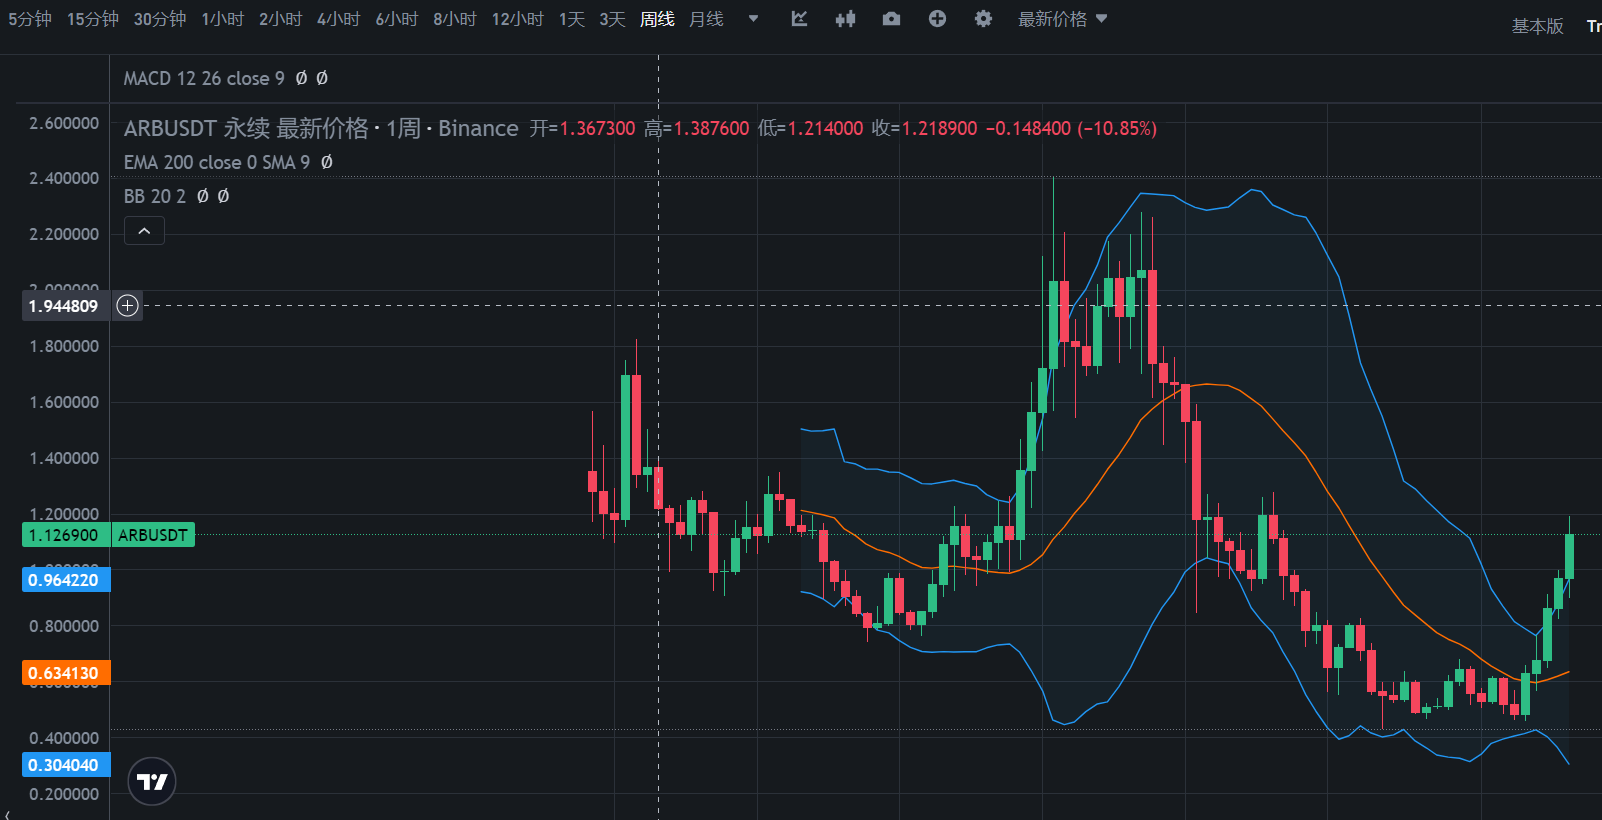 5分钟 15分钟 30分钟 1小时 2小时 4小时 6小时 8小时 12小时 1天 3天 周线 月线 最新价格 基本版 Tr
MACD 12 26 close 9 Ø Ø
ARBUSDT 永续 最新价格 · 1周 · Binance 开=1.367300 高=1.387600 低=1.214000 收=1.218900 −0.148400 (−10.85%)
EMA 200 close 0 SMA 9 Ø
BB 20 2 Ø Ø
2.600000
2.400000
2.200000
2.000000
1.944809
1.800000
1.600000
1.400000
1.200000
1.126900 ARBUSDT
0.964220
0.800000
0.634130
0.400000
0.304040
0.200000